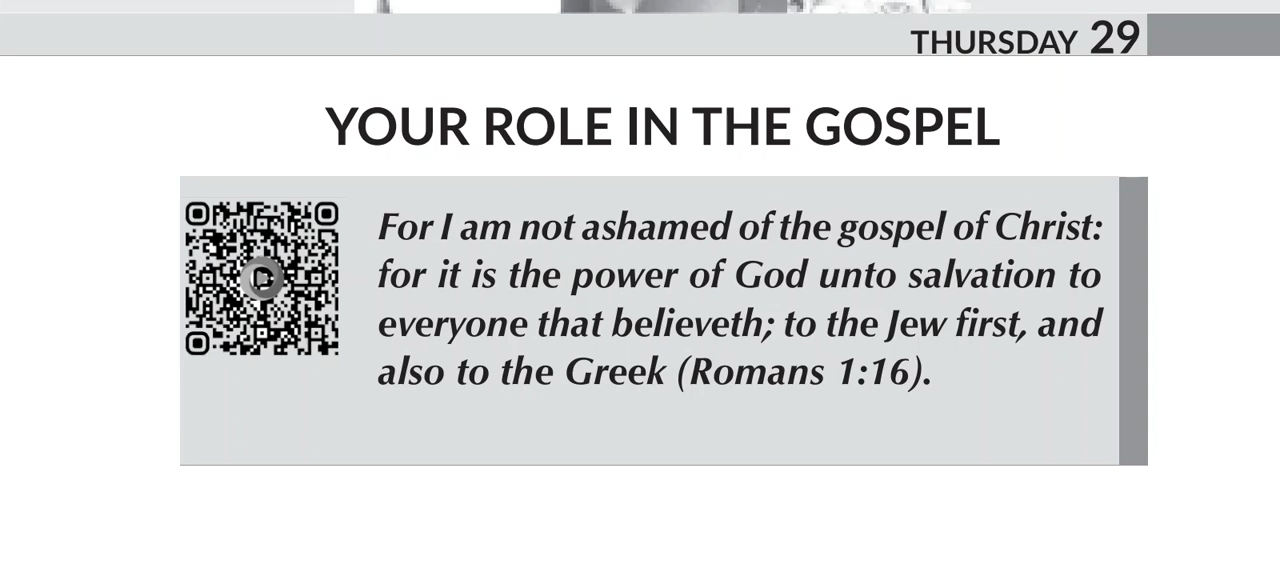 THURSDAY 29
YOUR ROLE IN THE GOSPEL
For I am not ashamed of the gospel of Christ:
for it is the power of God unto salvation to
everyone that believeth; to the Jew first, and
also to the Greek (Romans 1:16).
D